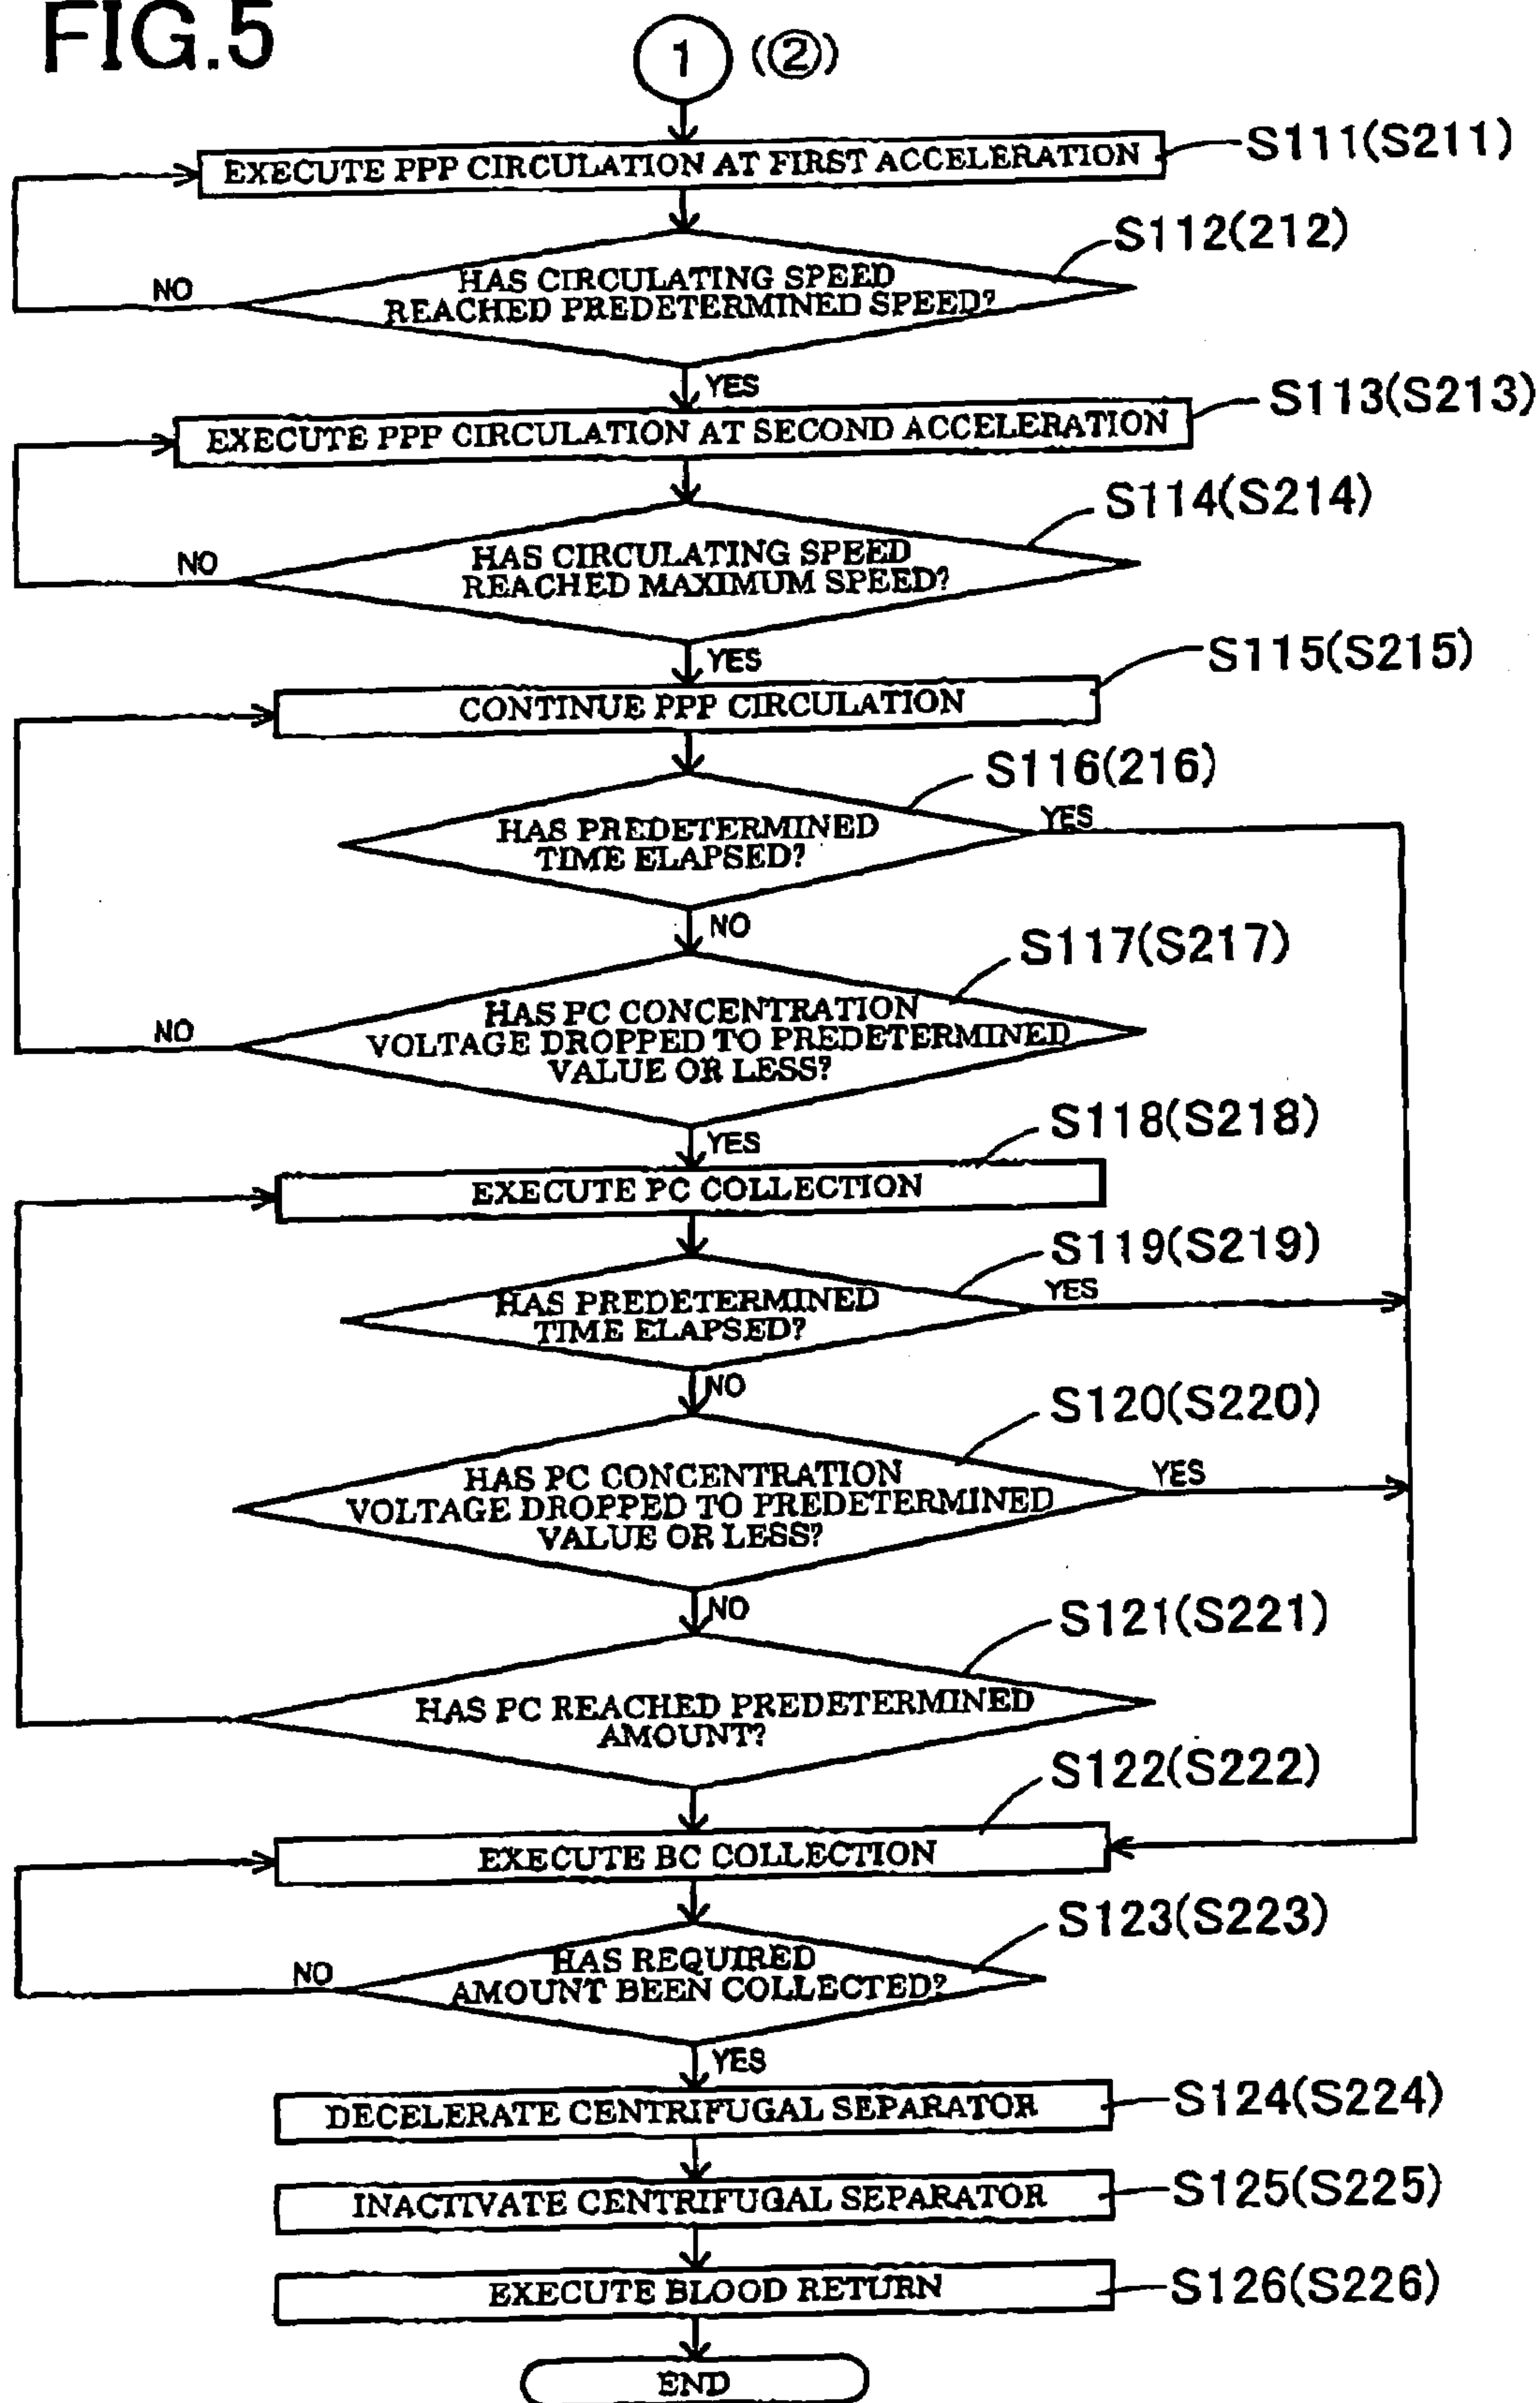 FIG.5
1 (②)
EXECUTE PPP CIRCULATION AT FIRST ACCELERATION
S111(S211)
S112(212)
HAS CIRCULATING SPEED
REACHED PREDETERMINED SPEED?
NO
YES
S113(S213)
EXECUTE PPP CIRCULATION AT SECOND ACCELERATION
S114(S214)
HAS CIRCULATING SPEED
REACHED MAXIMUM SPEED?
NO
YES
S115(S215)
CONTINUE PPP CIRCULATION
S116(216)
HAS PREDETERMINED
TIME ELAPSED?
YES
NO
S117(S217)
HAS PC CONCENTRATION
VOLTAGE DROPPED TO PREDETERMINED
VALUE OR LESS?
NO
YES
S118(S218)
EXECUTE PC COLLECTION
S119(S219)
HAS PREDETERMINED
TIME ELAPSED?
YES
NO
S120(S220)
HAS PC CONCENTRATION
VOLTAGE DROPPED TO PREDETERMINED
VALUE OR LESS?
YES
NO
S121(S221)
HAS PC REACHED PREDETERMINED
AMOUNT?
S122(S222)
EXECUTE BC COLLECTION
S123(S223)
HAS REQUIRED
AMOUNT BEEN COLLECTED?
NO
YES
DECELERATE CENTRIFUGAL SEPARATOR
S124(S224)
INACTIVATE CENTRIFUGAL SEPARATOR
S125(S225)
EXECUTE BLOOD RETURN
S126(S226)
END